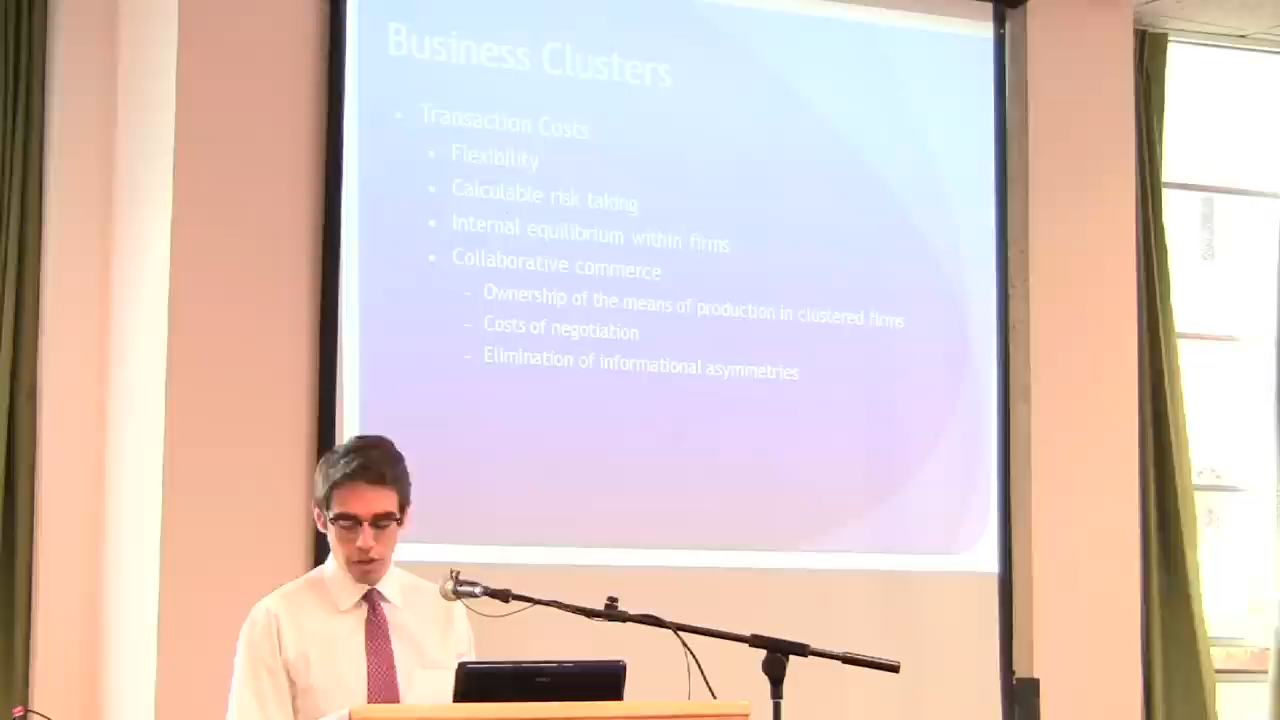 Business Clusters
Transaction Costs
Flexibility
Calculable risk taking
Internal equilibrium within firms
Collaborative commerce
- Ownership of the means of production in clustered firms
- Costs of negotiation
- Elimination of informational asymmetries